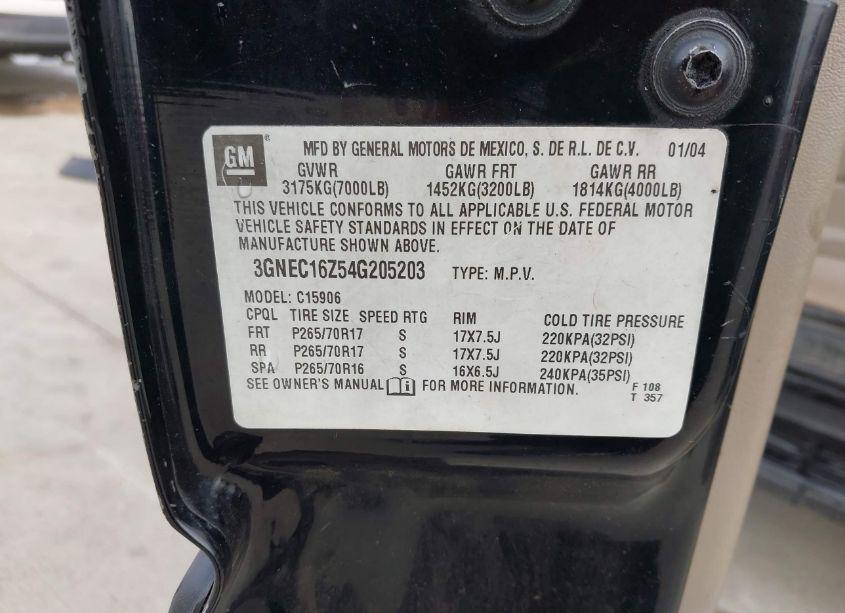 GM ® MFD BY GENERAL MOTORS DE MEXICO, S. DE R.L. DE C.V. 01/04
GVWR GAWR FRT GAWR RR
3175KG(7000LB) 1452KG(3200LB) 1814KG(4000LB)
THIS VEHICLE CONFORMS TO ALL APPLICABLE U.S. FEDERAL MOTOR
VEHICLE SAFETY STANDARDS IN EFFECT ON THE DATE OF
MANUFACTURE SHOWN ABOVE.
3GNEC16Z54G205203 TYPE: M.P.V.
MODEL: C15906
CPQL TIRE SIZE SPEED RTG RIM COLD TIRE PRESSURE
FRT P265/70R17 S 17X7.5J 220KPA(32PSI)
RR P265/70R17 S 17X7.5J 220KPA(32PSI)
SPA P265/70R16 S 16X6.5J 240KPA(35PSI)
SEE OWNER'S MANUAL i FOR MORE INFORMATION. F 108
T 357